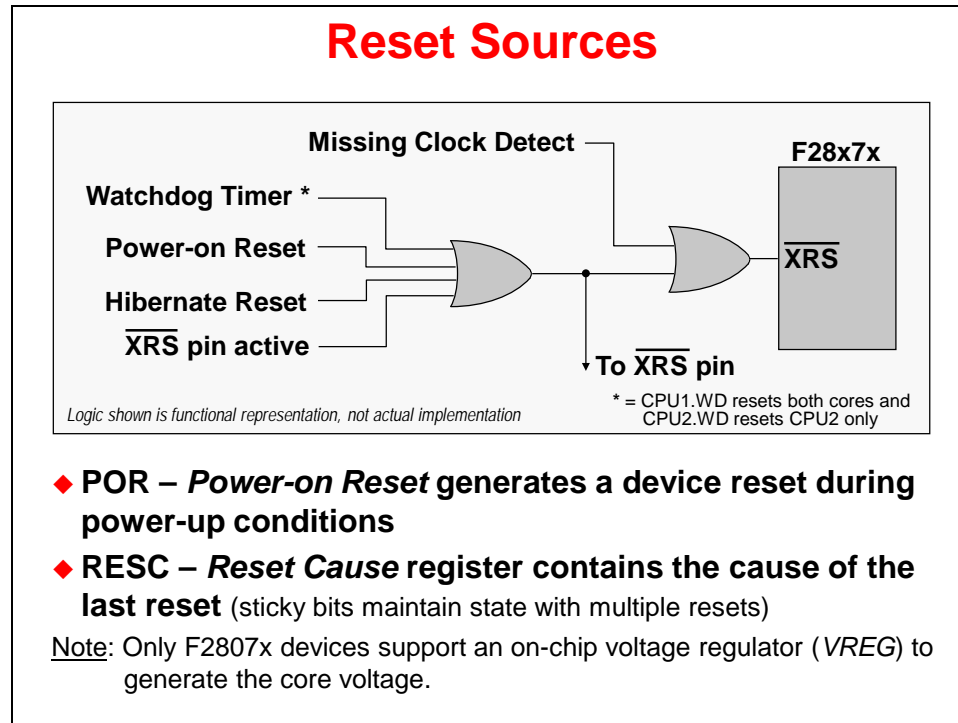 Reset Sources
Missing Clock Detect
F28x7x
Watchdog Timer *
Power-on Reset
Hibernate Reset
XRS pin active
XRS
To XRS pin
* = CPU1.WD resets both cores and
CPU2.WD resets CPU2 only
Logic shown is functional representation, not actual implementation
POR – Power-on Reset generates a device reset during
power-up conditions
RESC – Reset Cause register contains the cause of the
last reset (sticky bits maintain state with multiple resets)
Note: Only F2807x devices support an on-chip voltage regulator (VREG) to
generate the core voltage.